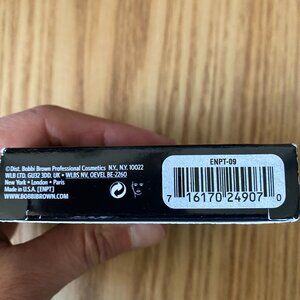 ©Dist. Bobbi Brown Professional Cosmetics N.Y., N.Y. 10022
WLB LTD, GU32 3DD, UK • WLBS NV, OEVEL BE-2260
New York • London • Paris
Made in U.S.A. [ENPT]
WWW.BOBBIBROWN.COM
ENPT-09
7 16170 24907 0